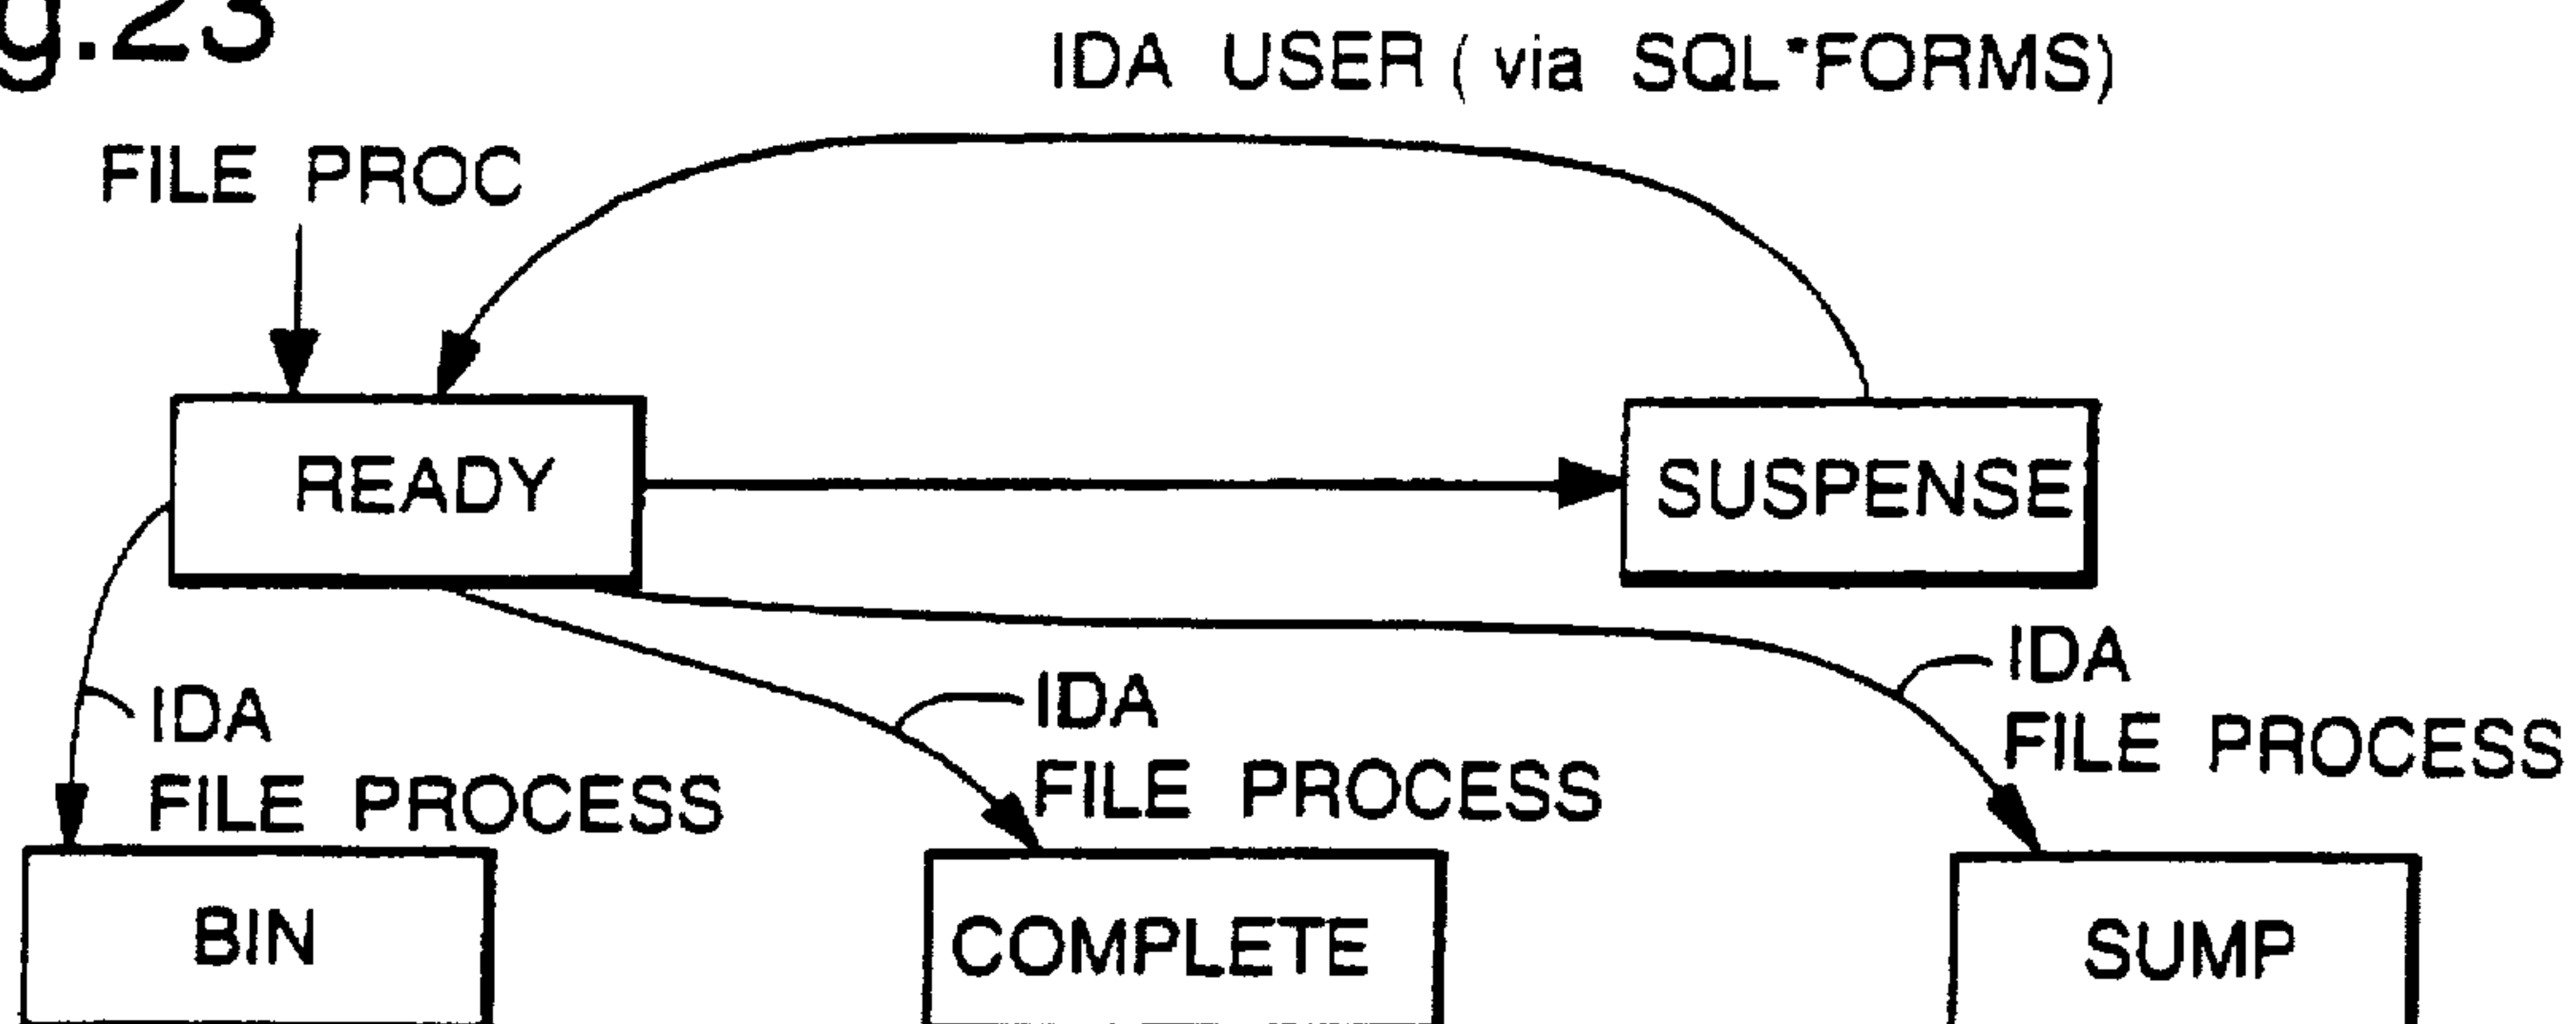 g.23
IDA USER ( via SQL*FORMS)
FILE PROC
READY
SUSPENSE
IDA
FILE PROCESS
IDA
FILE PROCESS
IDA
FILE PROCESS
BIN
COMPLETE
SUMP